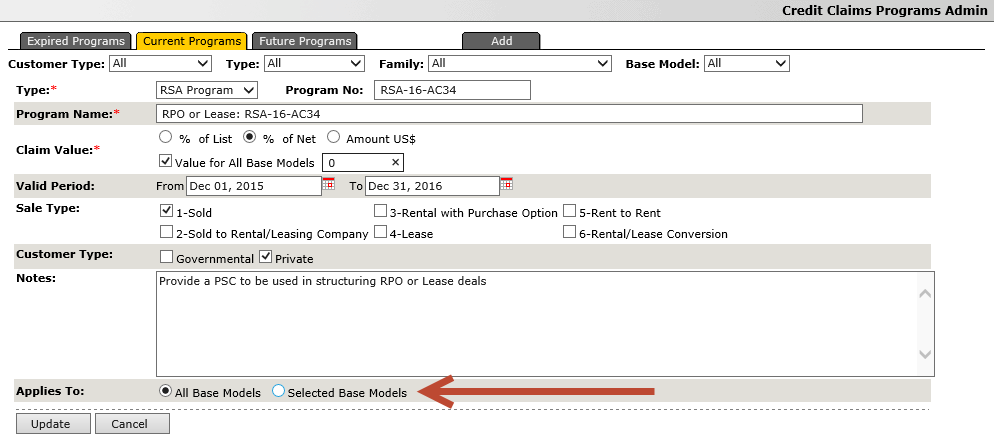 Credit Claims Programs Admin
Expired Programs Current Programs Future Programs Add
Customer Type: All Type: All Family: All Base Model: All
Type:* RSA Program Program No: RSA-16-AC34
Program Name:* RPO or Lease: RSA-16-AC34
Claim Value:* % of List % of Net Amount US$
Value for All Base Models 0 ×
Valid Period: From Dec 01, 2015 To Dec 31, 2016
Sale Type: 1-Sold 3-Rental with Purchase Option 5-Rent to Rent
2-Sold to Rental/Leasing Company 4-Lease 6-Rental/Lease Conversion
Customer Type: Governmental Private
Notes: Provide a PSC to be used in structuring RPO or Lease deals
Applies To: All Base Models Selected Base Models
Update Cancel